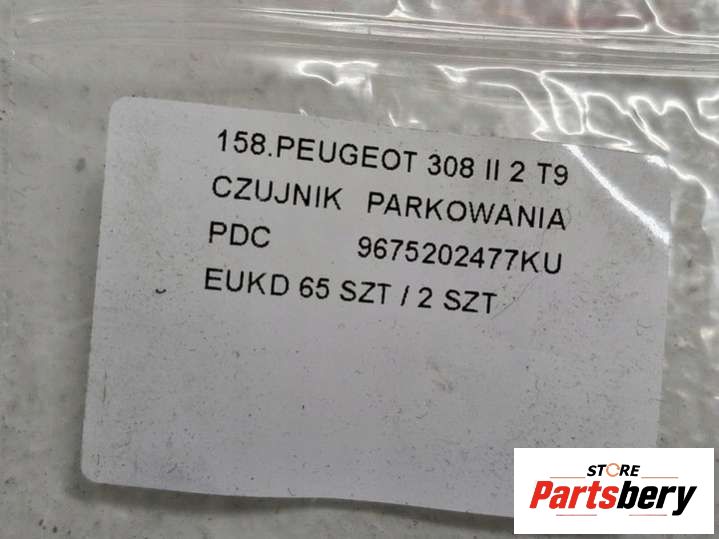 158.PEUGEOT 308 II 2 T9
CZUJNIK PARKOWANIA
PDC 9675202477KU
EUKD 65 SZT / 2 SZT
STORE
Partsbery